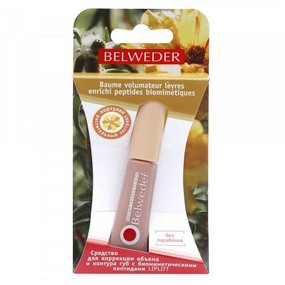 BELWEDER
Baume volumateur lèvres
enrichi peptides biomimétiques
Belweder
без
парабенов
Средство
для коррекции объема
и контура губ с биомиметическими
пептидами LIPLIFT